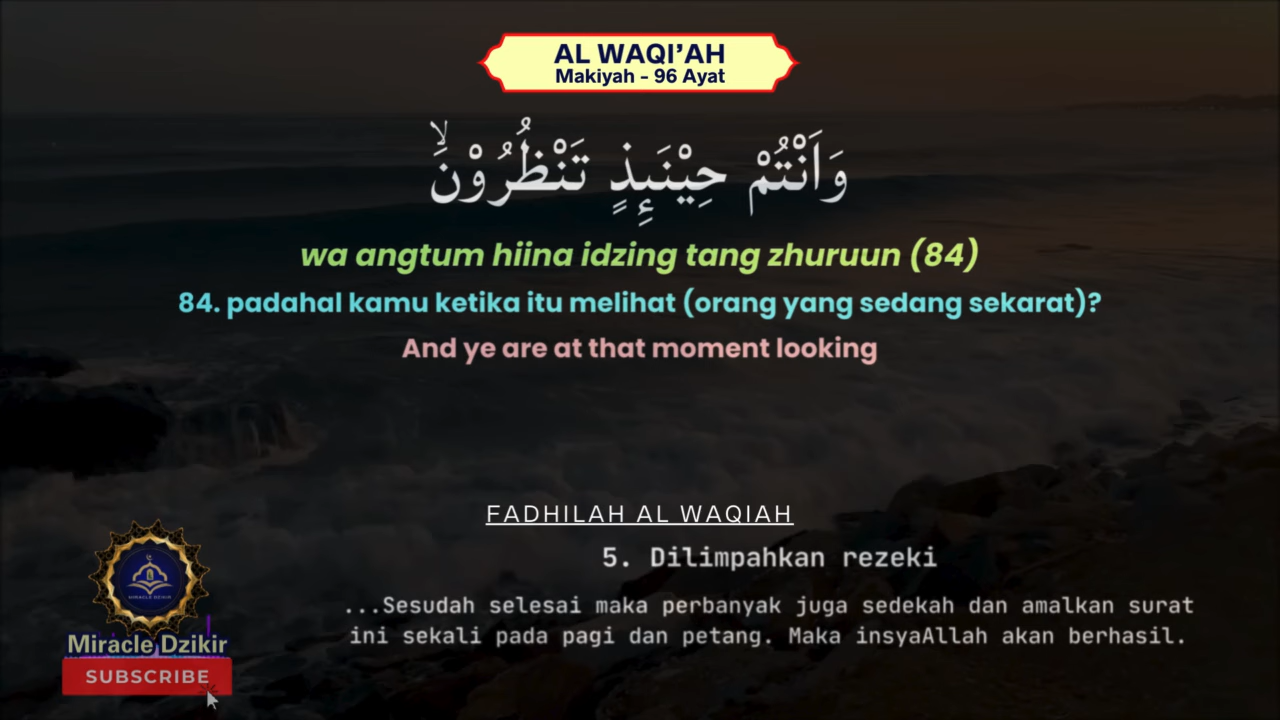 AL WAQI’AH
Makiyah - 96 Ayat
وَاَنْتُمْ حِيْنَىِٕذٍ تَنْظُرُوْنَۙ
wa angtum hiina idzing tang zhuruun (84)
84. padahal kamu ketika itu melihat (orang yang sedang sekarat)?
And ye are at that moment looking
FADHILAH AL WAQIAH
5. Dilimpahkan rezeki
...Sesudah selesai maka perbanyak juga sedekah dan amalkan surat
ini sekali pada pagi dan petang. Maka insyaAllah akan berhasil.
MIRACLE DZIKIR
Miracle Dzikir
SUBSCRIBE